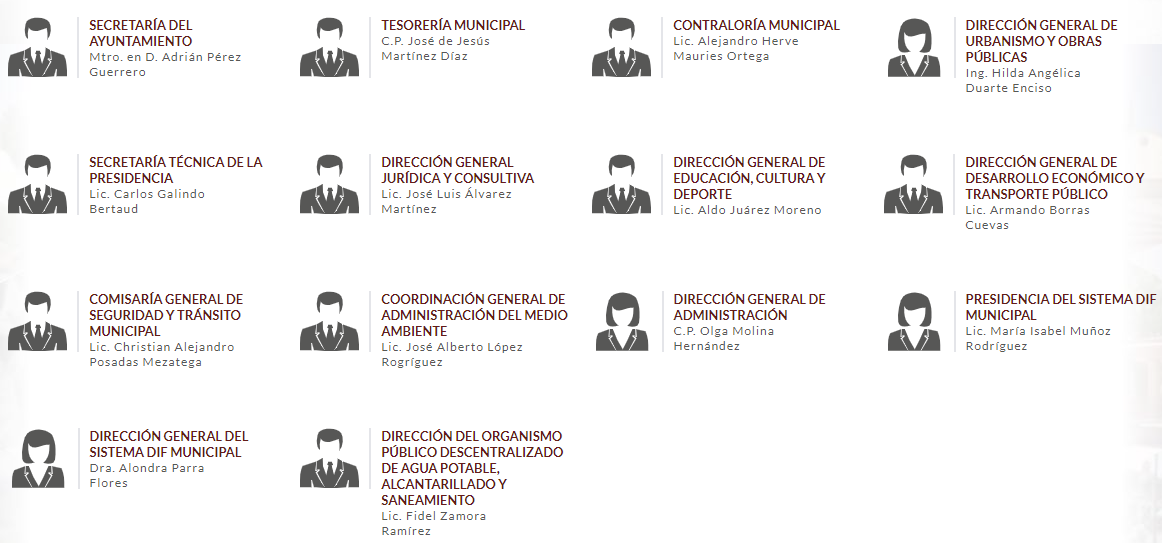 SECRETARÍA DEL
AYUNTAMIENTO
Mtro. en D. Adrián Pérez
Guerrero
TESORERÍA MUNICIPAL
C.P. José de Jesús
Martínez Díaz
CONTRALORÍA MUNICIPAL
Lic. Alejandro Herve
Mauries Ortega
DIRECCIÓN GENERAL DE
URBANISMO Y OBRAS
PÚBLICAS
Ing. Hilda Angélica
Duarte Enciso
SECRETARÍA TÉCNICA DE LA
PRESIDENCIA
Lic. Carlos Galindo
Bertaud
DIRECCIÓN GENERAL
JURÍDICA Y CONSULTIVA
Lic. José Luis Álvarez
Martínez
DIRECCIÓN GENERAL DE
EDUCACIÓN, CULTURA Y
DEPORTE
Lic. Aldo Juárez Moreno
DIRECCIÓN GENERAL DE
DESARROLLO ECONÓMICO Y
TRANSPORTE PÚBLICO
Lic. Armando Borras
Cuevas
COMISARÍA GENERAL DE
SEGURIDAD Y TRÁNSITO
MUNICIPAL
Lic. Christian Alejandro
Posadas Mezatega
COORDINACIÓN GENERAL DE
ADMINISTRACIÓN DEL MEDIO
AMBIENTE
Lic. José Alberto López
Rogríguez
DIRECCIÓN GENERAL DE
ADMINISTRACIÓN
C.P. Olga Molina
Hernández
PRESIDENCIA DEL SISTEMA DIF
MUNICIPAL
Lic. María Isabel Muñoz
Rodríguez
DIRECCIÓN GENERAL DEL
SISTEMA DIF MUNICIPAL
Dra. Alondra Parra
Flores
DIRECCIÓN DEL ORGANISMO
PÚBLICO DESCENTRALIZADO
DE AGUA POTABLE,
ALCANTARILLADO Y
SANEAMIENTO
Lic. Fidel Zamora
Ramírez